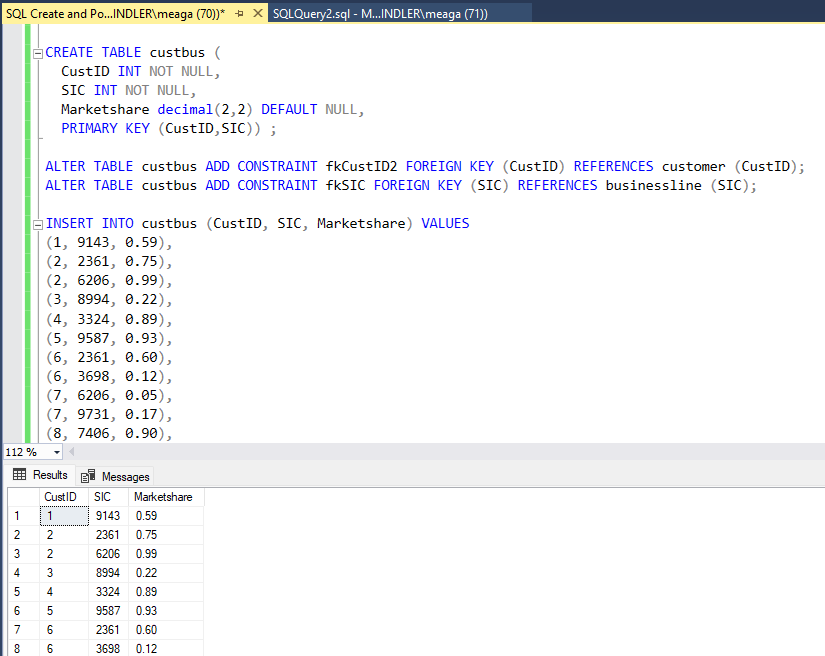 SQL Create and Po...INDLER\meaga (70))* SQLQuery2.sql - M...INDLER\meaga (71))
CREATE TABLE custbus (
CustID INT NOT NULL,
SIC INT NOT NULL,
Marketshare decimal(2,2) DEFAULT NULL,
PRIMARY KEY (CustID,SIC)) ;
ALTER TABLE custbus ADD CONSTRAINT fkCustID2 FOREIGN KEY (CustID) REFERENCES customer (CustID);
ALTER TABLE custbus ADD CONSTRAINT fkSIC FOREIGN KEY (SIC) REFERENCES businessline (SIC);
INSERT INTO custbus (CustID, SIC, Marketshare) VALUES
(1, 9143, 0.59),
(2, 2361, 0.75),
(2, 6206, 0.99),
(3, 8994, 0.22),
(4, 3324, 0.89),
(5, 9587, 0.93),
(6, 2361, 0.60),
(6, 3698, 0.12),
(7, 6206, 0.05),
(7, 9731, 0.17),
(8, 7406, 0.90),
112 %
Results Messages
CustID SIC Marketshare
1 1 9143 0.59
2 2 2361 0.75
3 2 6206 0.99
4 3 8994 0.22
5 4 3324 0.89
6 5 9587 0.93
7 6 2361 0.60
8 6 3698 0.12